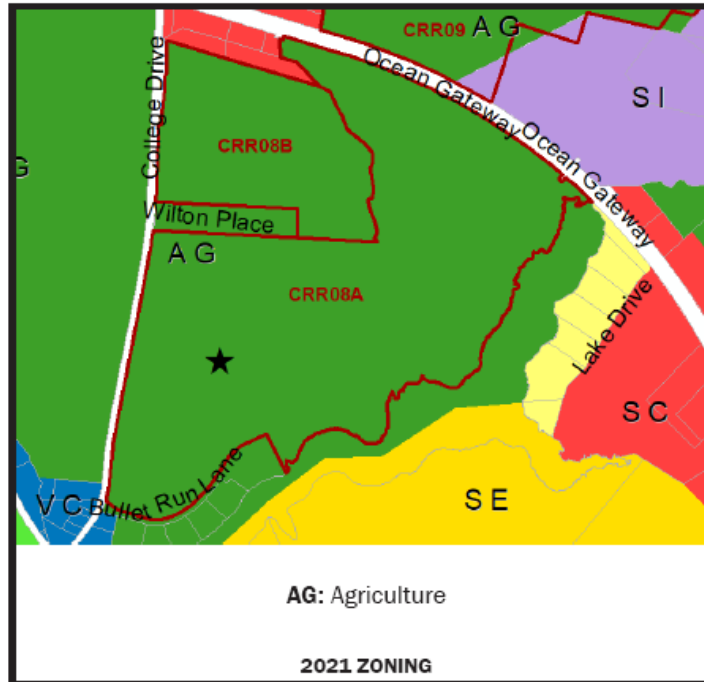 CRR09
A G
Ocean Gateway
College Drive
S I
CRR08B
Ocean Gateway
G
Wilton Place
A G
CRR08A
Lake Drive
S C
Bullet Run Lane
V C
S E
AG: Agriculture
2021 ZONING